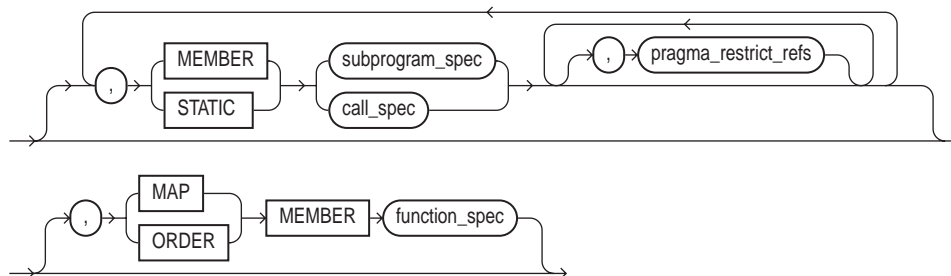 , MEMBER subprogram_spec , pragma_restrict_refs
STATIC call_spec
, MAP MEMBER function_spec
ORDER